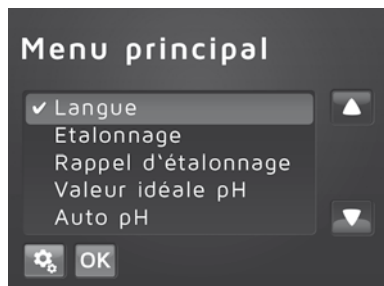 Menu principal
✔ Langue
Etalonnage
Rappel d‘étalonnage
Valeur idéale pH
Auto pH
OK